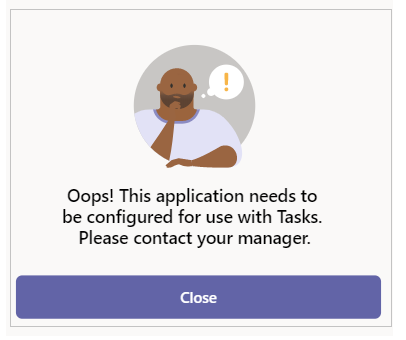 !
Oops! This application needs to
be configured for use with Tasks.
Please contact your manager.
Close